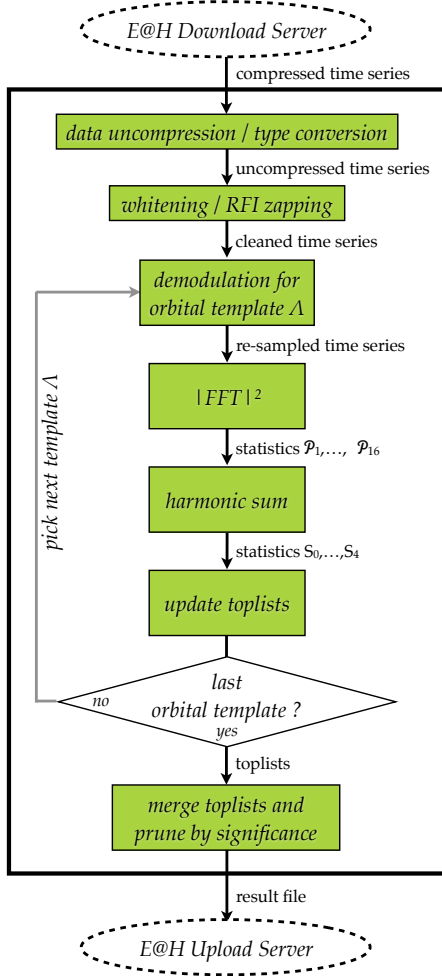 E@H Download Server
compressed time series
data uncompression / type conversion
uncompressed time series
whitening / RFI zapping
cleaned time series
demodulation for
orbital template Λ
re-sampled time series
|FFT|²
statistics 𝒫₁,…, 𝒫₁₆
harmonic sum
statistics S₀,…,S₄
update toplists
pick next template Λ
last
orbital template ?
no
yes
toplists
merge toplists and
prune by significance
result file
E@H Upload Server